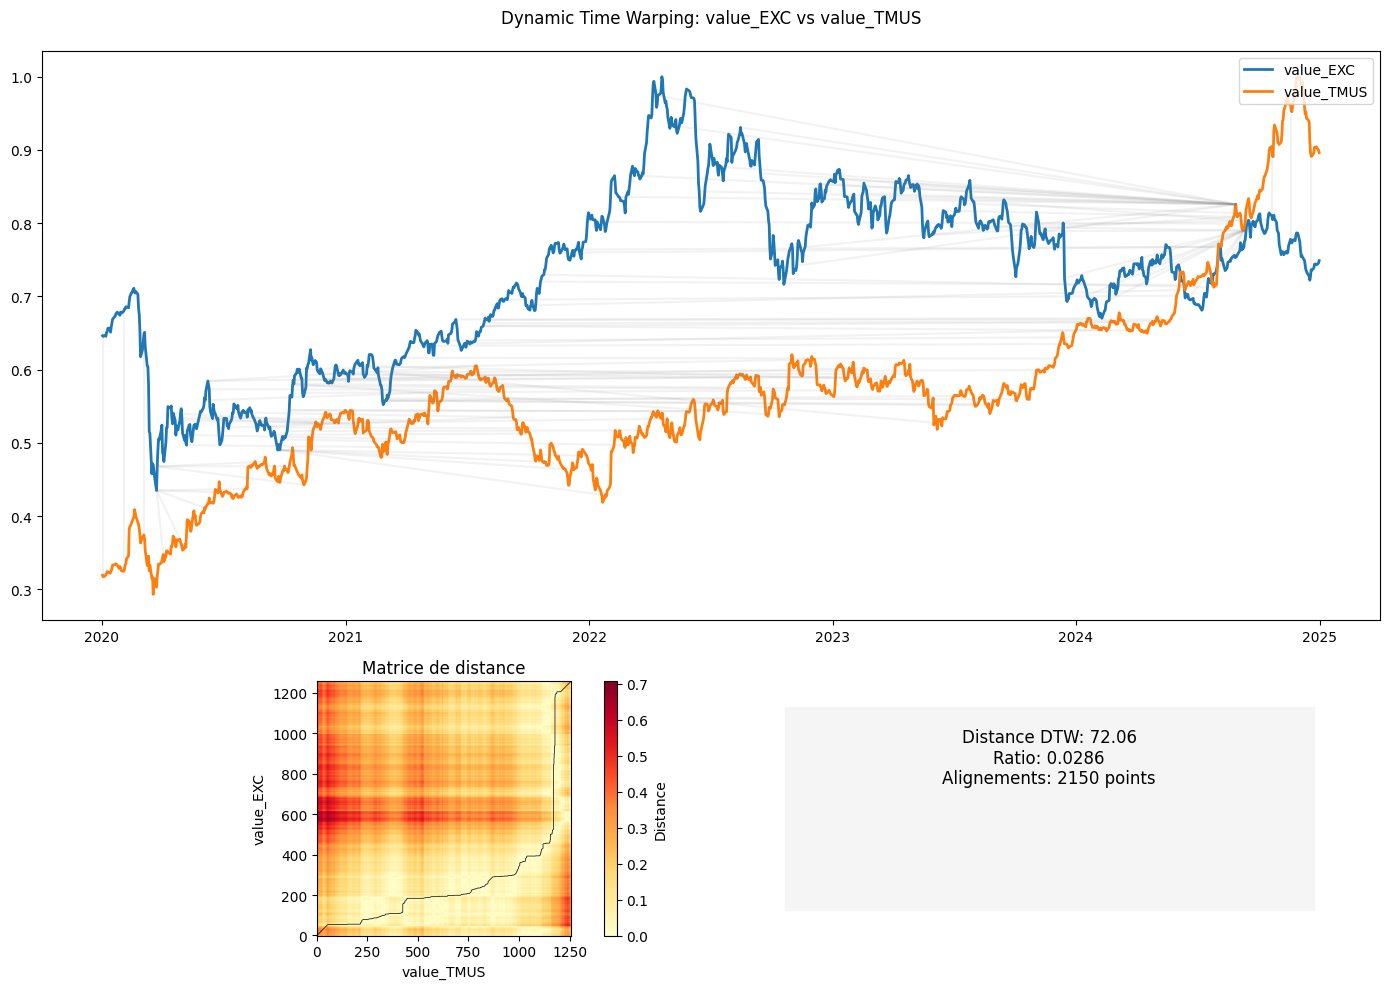 Dynamic Time Warping: value_EXC vs value_TMUS
value_EXC
value_TMUS
1.0
0.9
0.8
0.7
0.6
0.5
0.4
0.3
2020 2021 2022 2023 2024 2025
Matrice de distance
value_EXC
1200
1000
800
600
400
200
0
0 250 500 750 1000 1250
value_TMUS
0.7
0.6
0.5
0.4
0.3
0.2
0.1
0.0
Distance
Distance DTW: 72.06
Ratio: 0.0286
Alignements: 2150 points